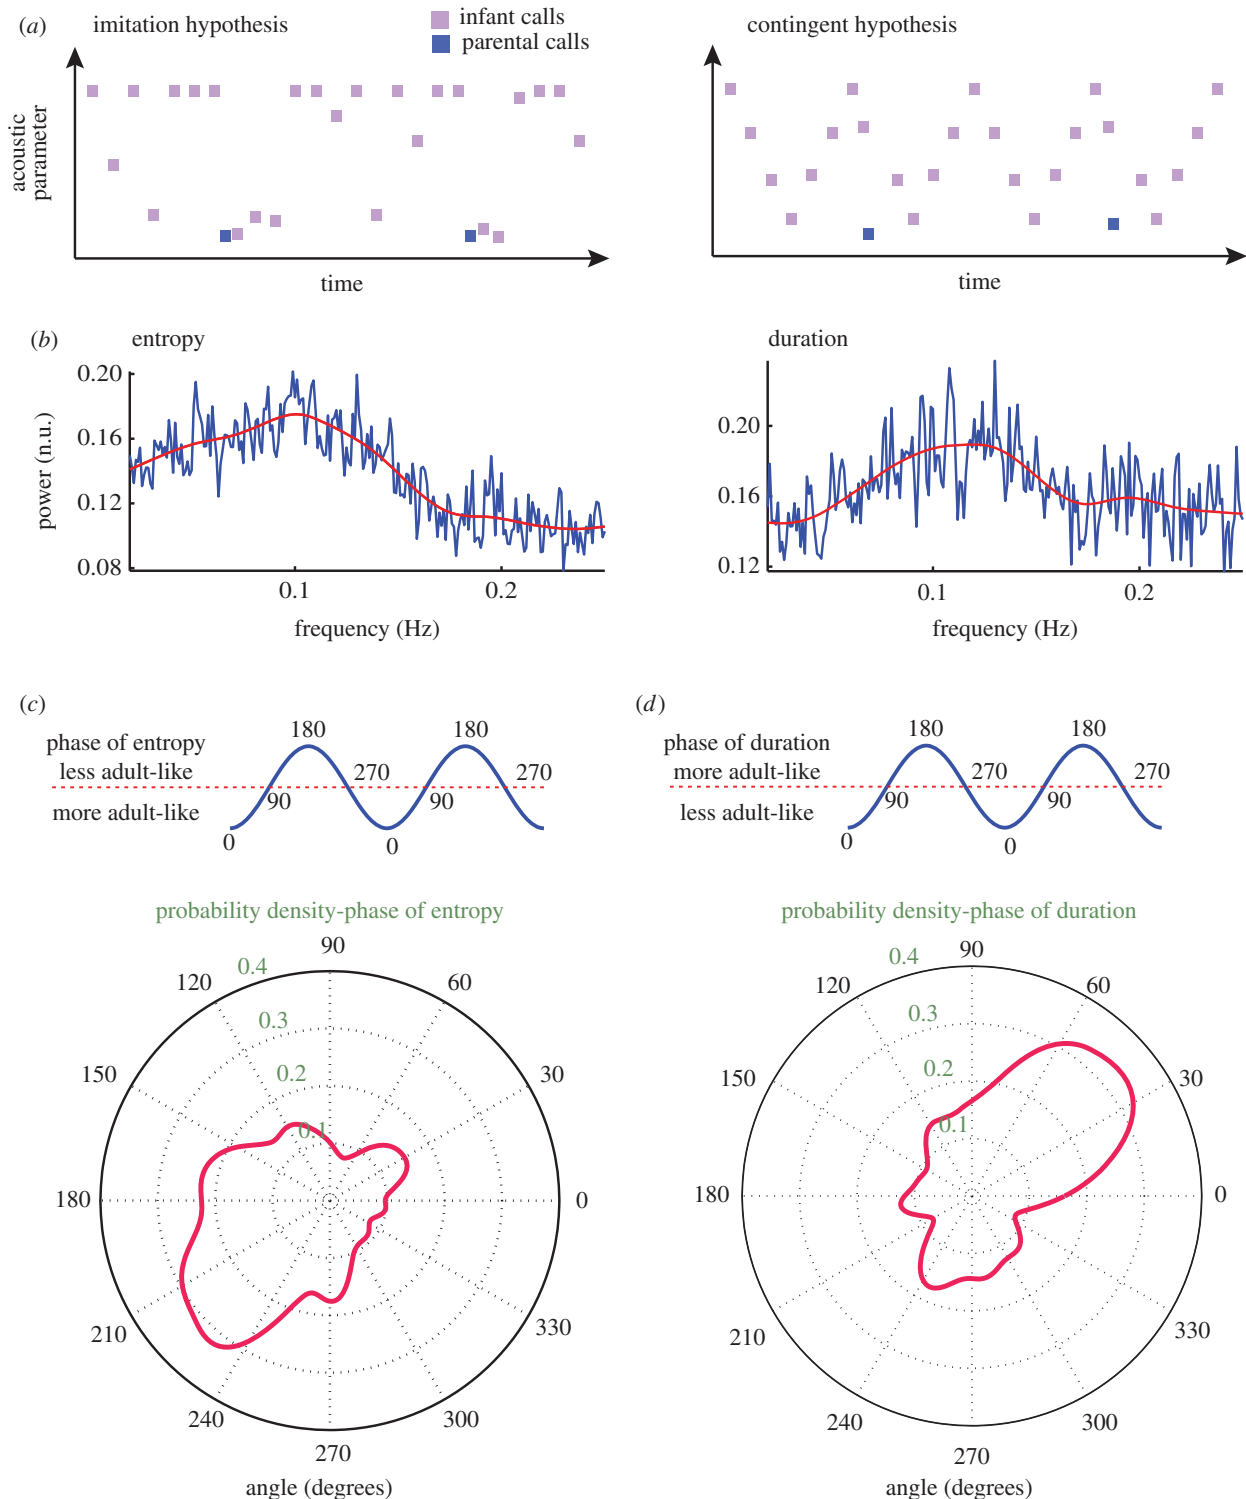 (a) imitation hypothesis
infant calls
parental calls
contingent hypothesis
acoustic
parameter
time
time
(b) entropy
duration
power (n.u.)
0.20
0.16
0.12
0.08
0.1 0.2
frequency (Hz)
0.20
0.16
0.12
0.1 0.2
frequency (Hz)
(c)
phase of entropy
less adult-like
more adult-like
180 180
270 270
90 90
0 0
(d)
phase of duration
more adult-like
less adult-like
180 180
270 270
90 90
0 0
probability density-phase of entropy
90
0.4
120 60
0.3
0.2
150 30
0.1
180 0
210 330
240 300
270
angle (degrees)
probability density-phase of duration
90
0.4
120 60
0.3
0.2
150 30
0.1
180 0
210 330
240 300
270
angle (degrees)